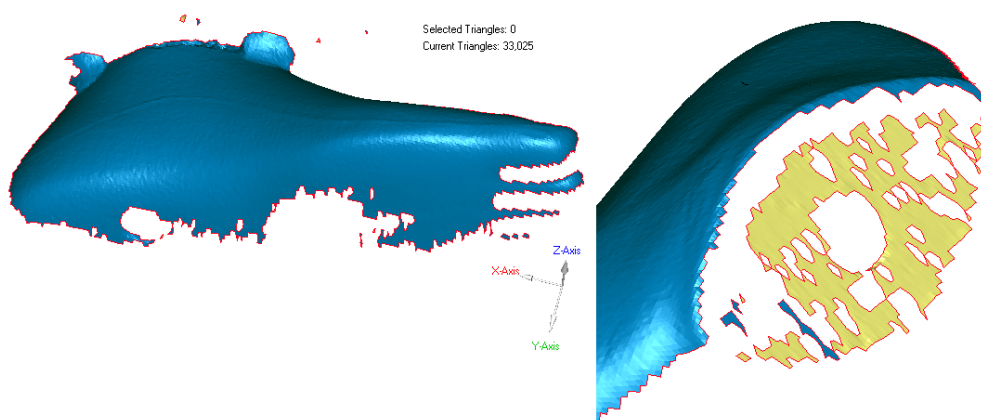 Selected Triangles: 0
Current Triangles: 33,025
Z-Axis
X-Axis
Y-Axis